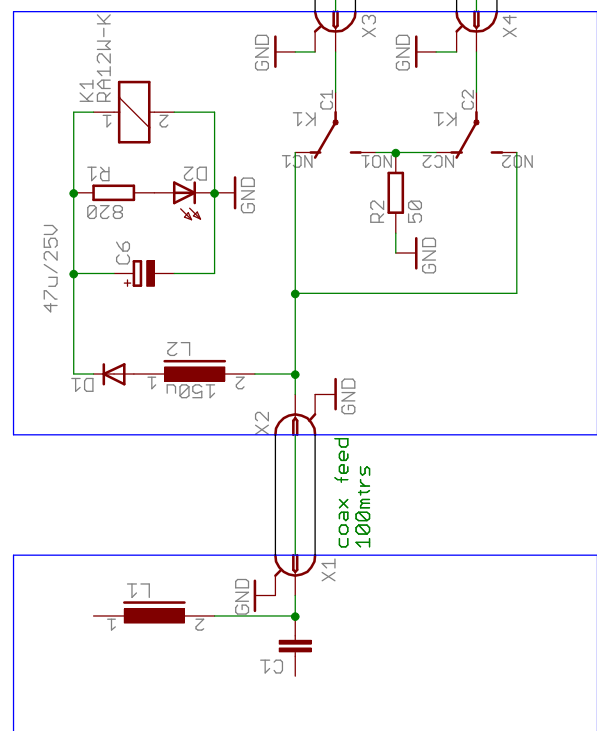 X3
X4
GND
GND
K1
RA12W-K
1
2
C1
K1
C2
K1
NC1
NO1
NC2
NO2
R1
820
D2
GND
R2
50
GND
C6
+
47u/25V
L2
D1
1
150u
2
GND
X2
coax feed
100mtrs
X1
GND
L1
1
2
C1